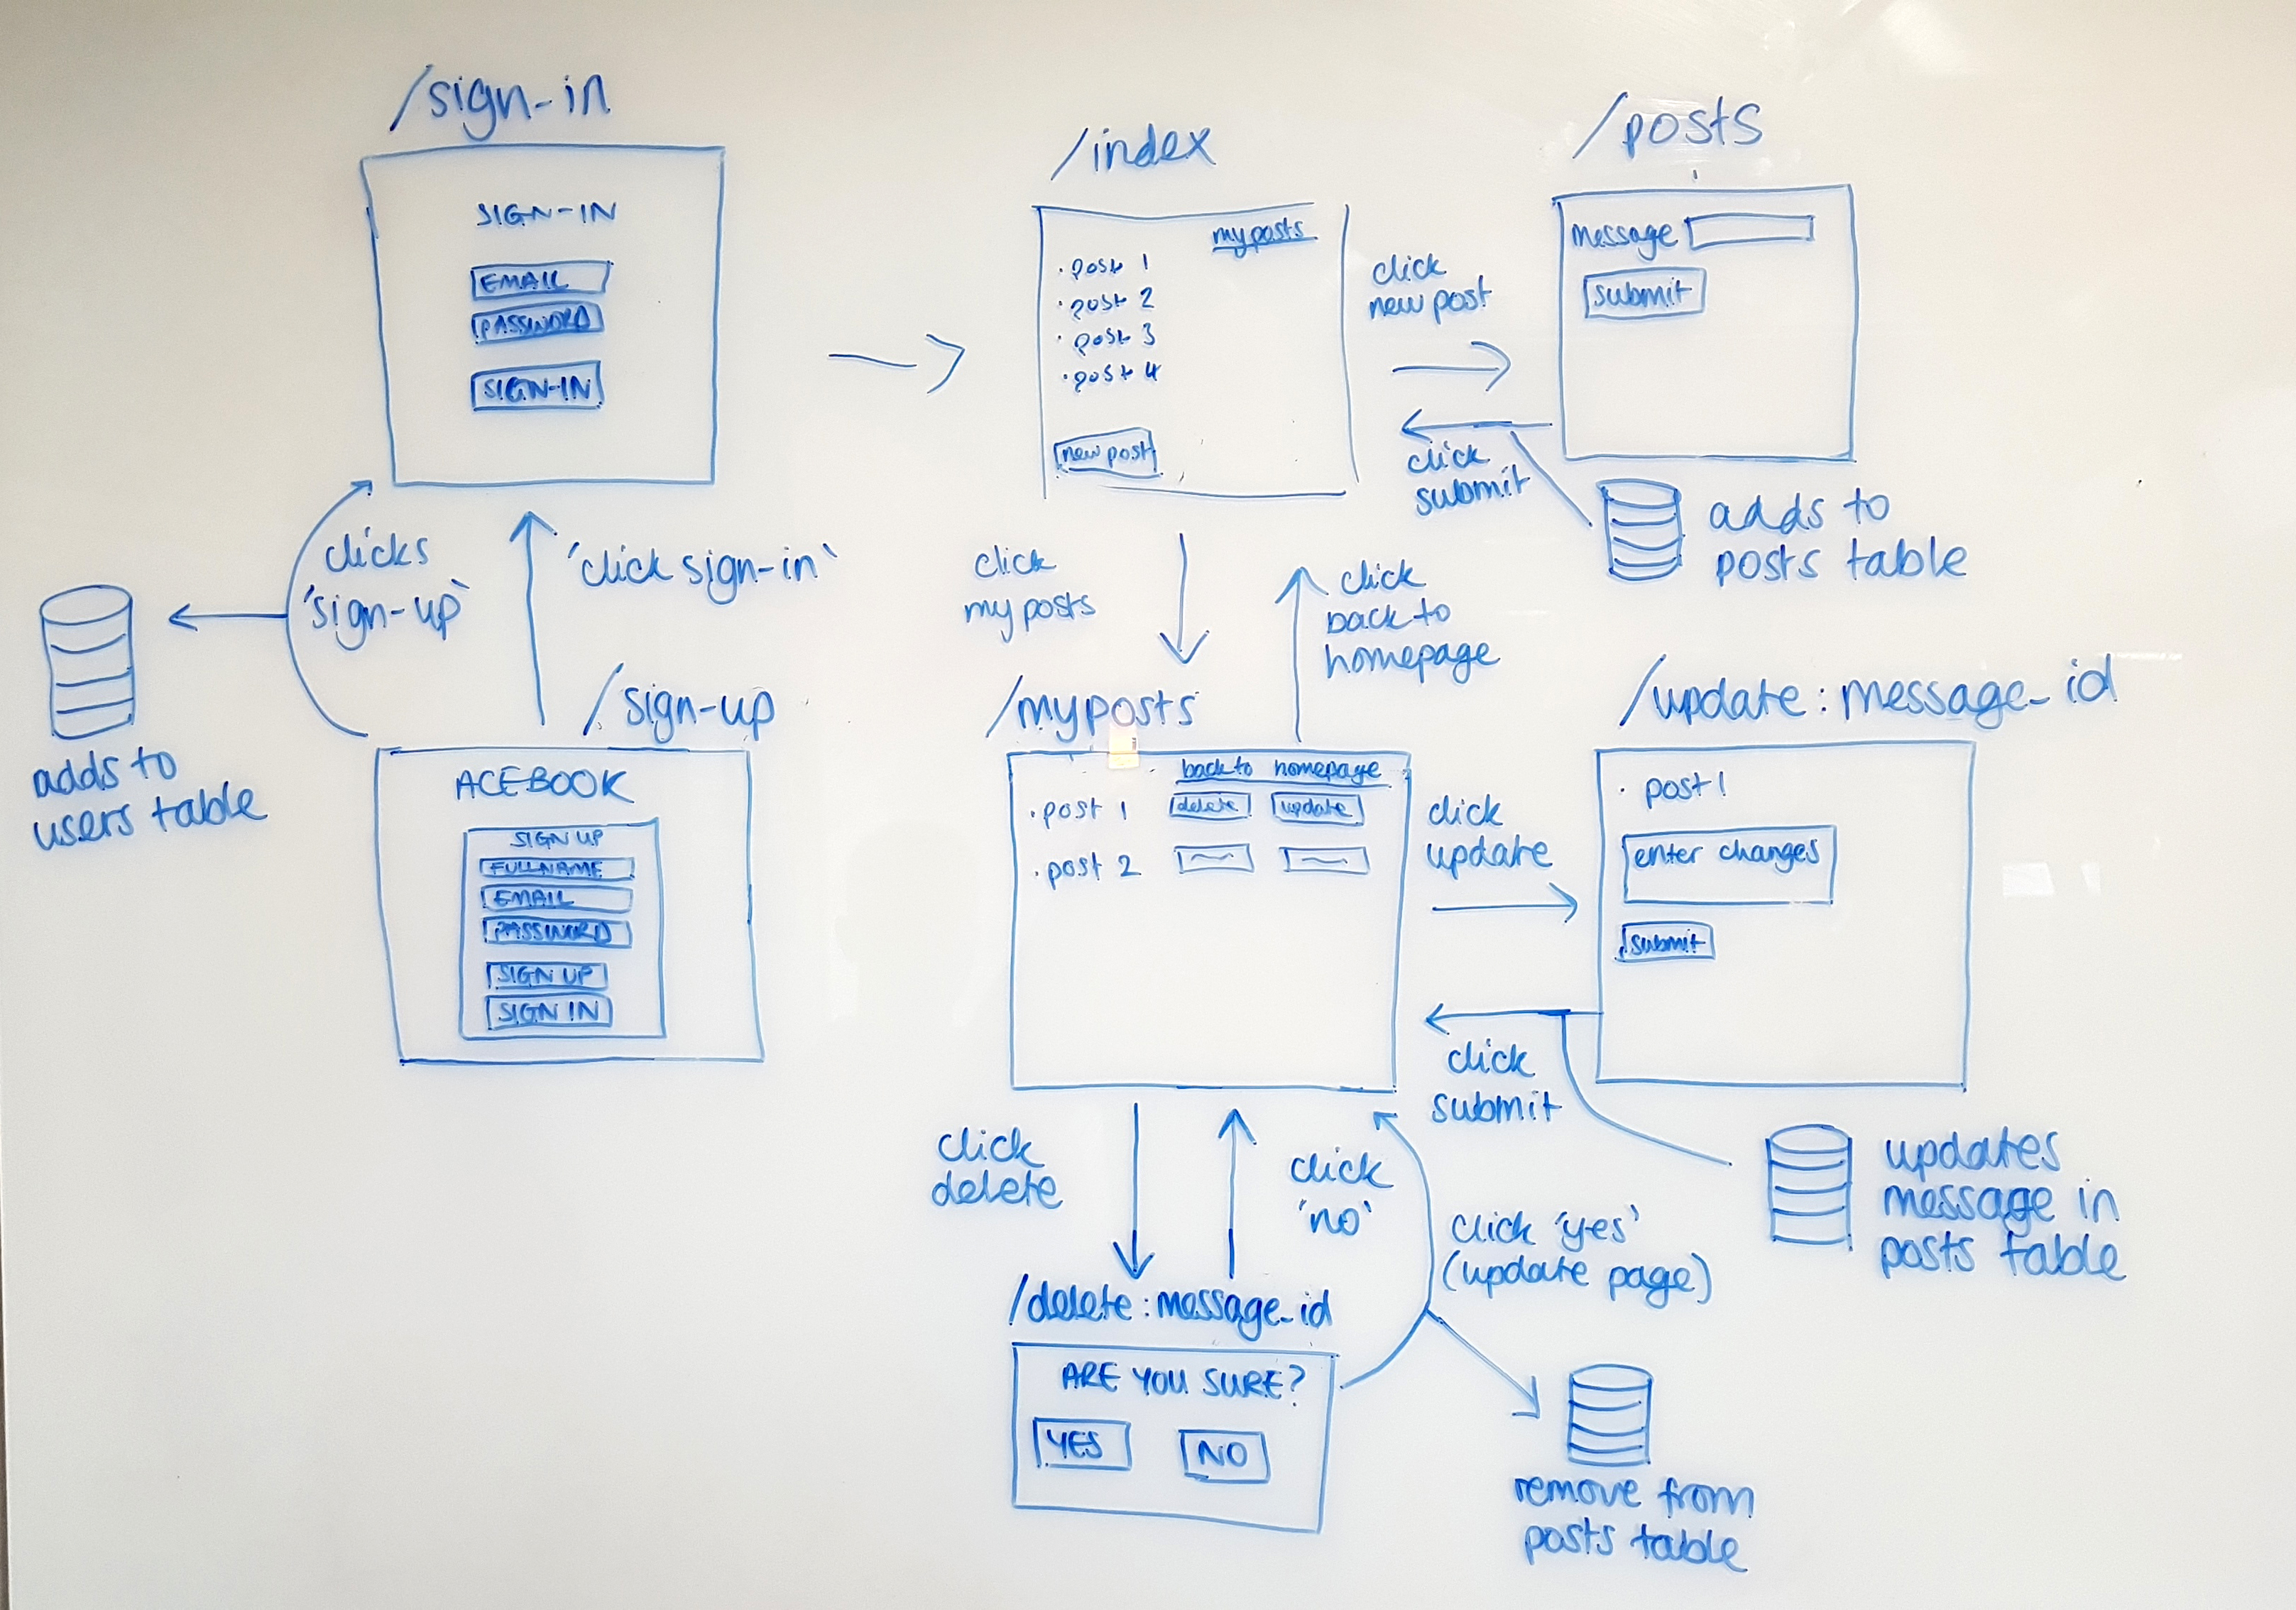 /sign-in
SIGN-IN
EMAIL
PASSWORD
SIGN-IN
clicks
'sign-up'
'click sign-in'
adds to
users table
/sign-up
ACEBOOK
SIGN UP
FULLNAME
EMAIL
PASSWORD
SIGN UP
SIGN IN
/index
my posts
· post 1
· post 2
· post 3
· post 4
new post
click
new post
click
submit
/posts
message
submit
adds to
posts table
click
my posts
click
back to
homepage
/myposts
back to homepage
· post 1 delete update
· post 2
click
update
click
submit
/update:message_id
· post 1
enter changes
submit
updates
message in
posts table
click
delete
click
'no'
click 'yes'
(update page)
/delete:message_id
ARE YOU SURE?
YES NO
remove from
posts table